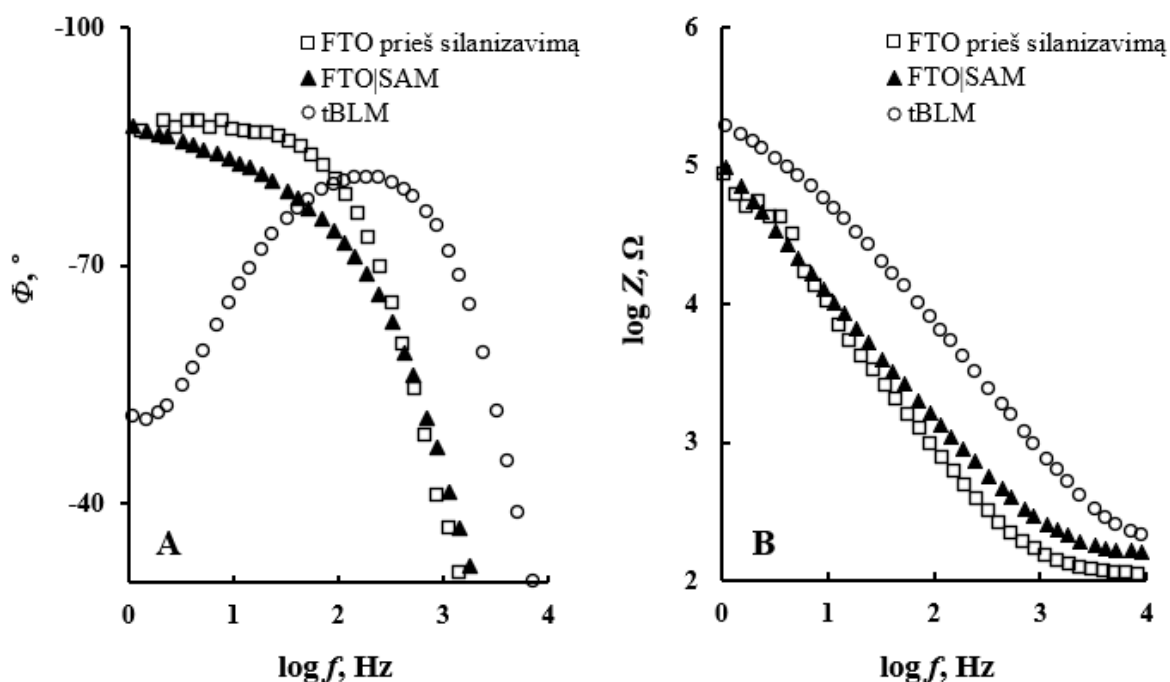 -100
-70
-40
Φ, °
□ FTO prieš silanizavimą
▲ FTO|SAM
○ tBLM
A
0 1 2 3 4
log f, Hz
6
5
4
3
2
log Z, Ω
□ FTO prieš silanizavimą
▲ FTO|SAM
○ tBLM
B
0 1 2 3 4
log f, Hz